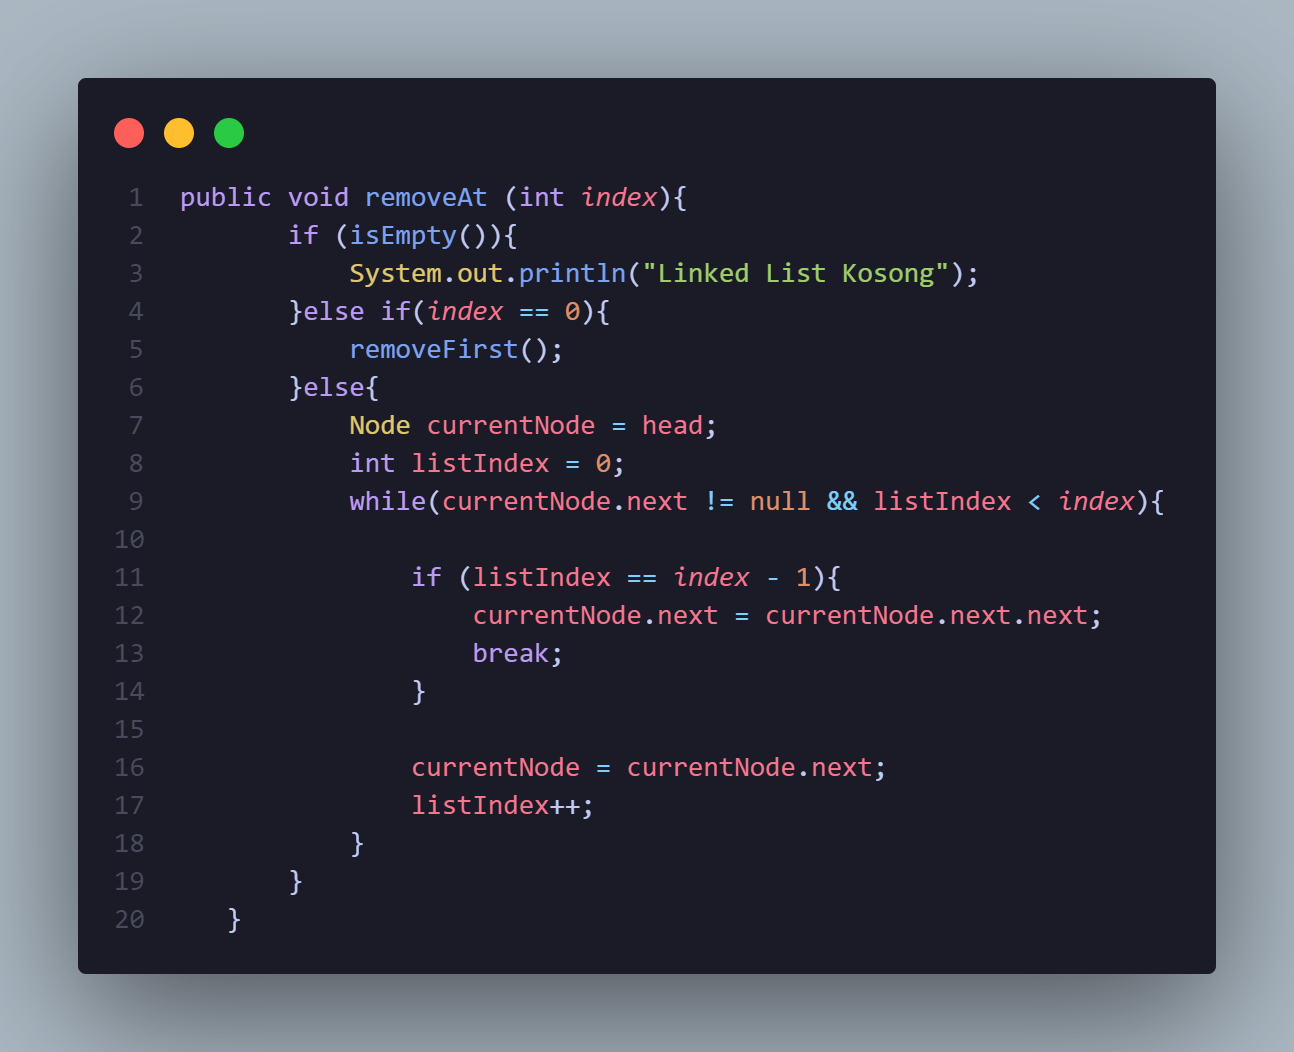 1 public void removeAt (int index){
2 if (isEmpty()){
3 System.out.println("Linked List Kosong");
4 }else if(index == 0){
5 removeFirst();
6 }else{
7 Node currentNode = head;
8 int listIndex = 0;
9 while(currentNode.next != null && listIndex < index){
10
11 if (listIndex == index - 1){
12 currentNode.next = currentNode.next.next;
13 break;
14 }
15
16 currentNode = currentNode.next;
17 listIndex++;
18 }
19 }
20 }